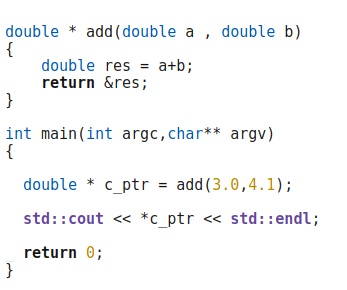 double * add(double a , double b)
{
    double res = a+b;
    return &res;
}

int main(int argc,char** argv)
{

  double * c_ptr = add(3.0,4.1);

  std::cout << *c_ptr << std::endl;

  return 0;
}